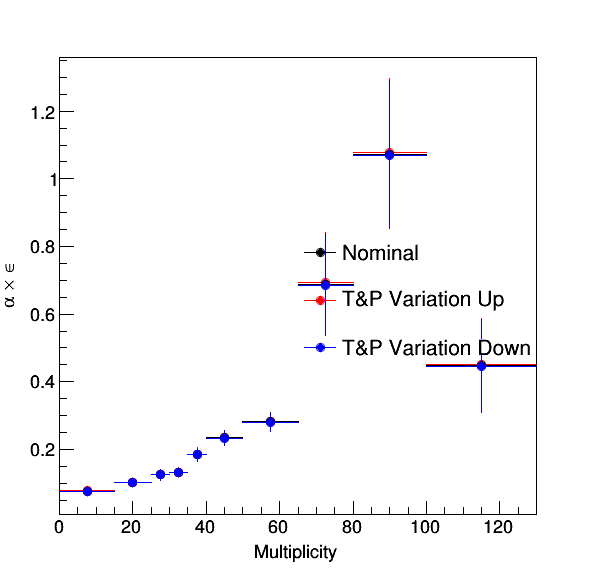 1.2
1
0.8
0.6
0.4
0.2
α × ϵ
Nominal
T&P Variation Up
T&P Variation Down
0 20 40 60 80 100 120
Multiplicity